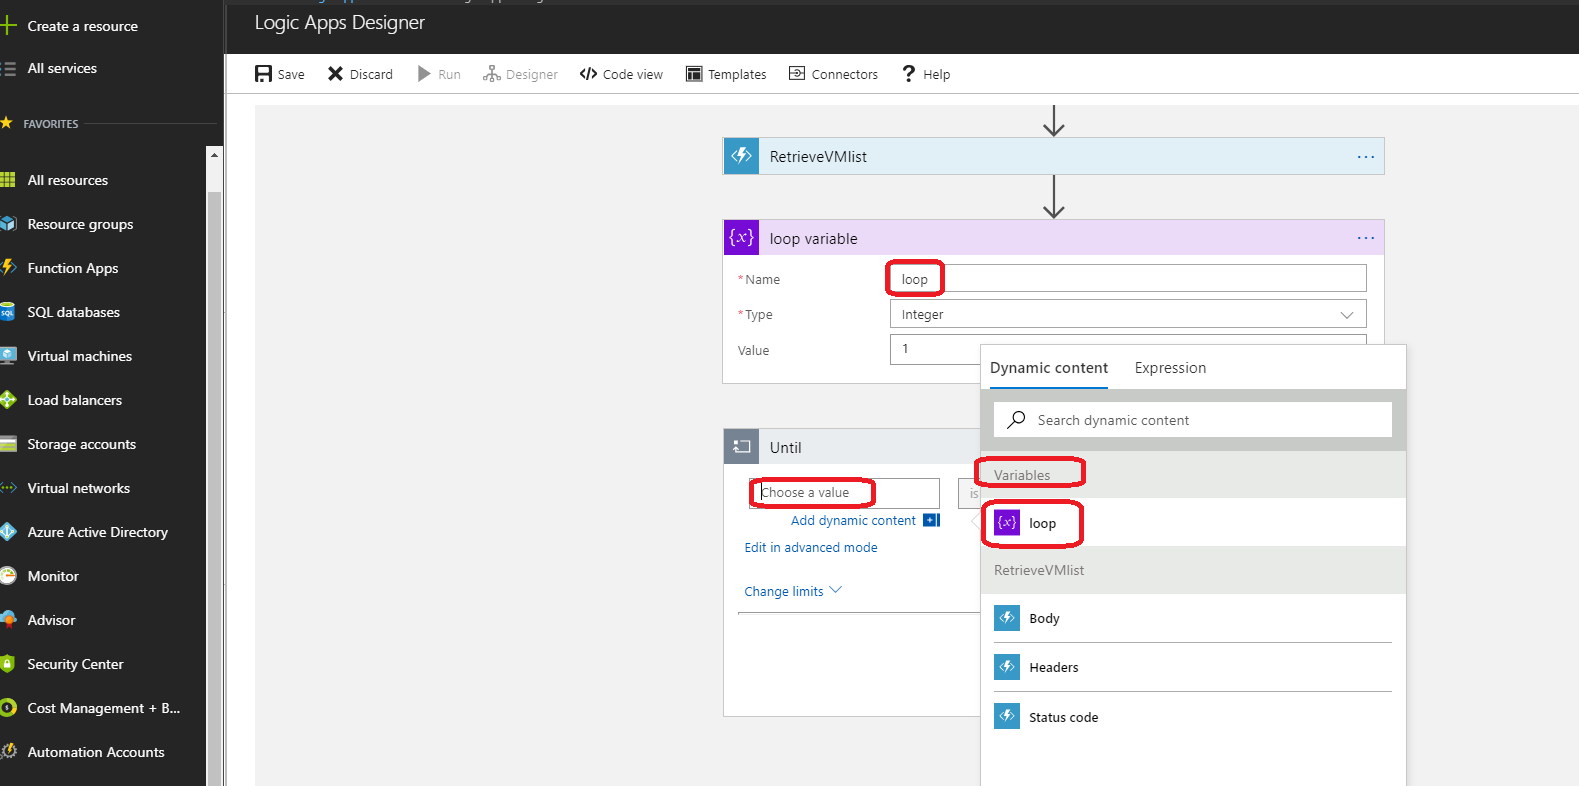 Create a resource
All services
FAVORITES
All resources
Resource groups
Function Apps
SQL databases
Virtual machines
Load balancers
Storage accounts
Virtual networks
Azure Active Directory
Monitor
Advisor
Security Center
Cost Management + B...
Automation Accounts
Logic Apps Designer
Save Discard Run Designer Code view Templates Connectors Help
RetrieveVMlist ...
{x} loop variable ...
* Name loop
* Type Integer
Value 1
Until
Choose a value is
Add dynamic content
Edit in advanced mode
Change limits
Dynamic content Expression
Search dynamic content
Variables
{x} loop
RetrieveVMlist
Body
Headers
Status code